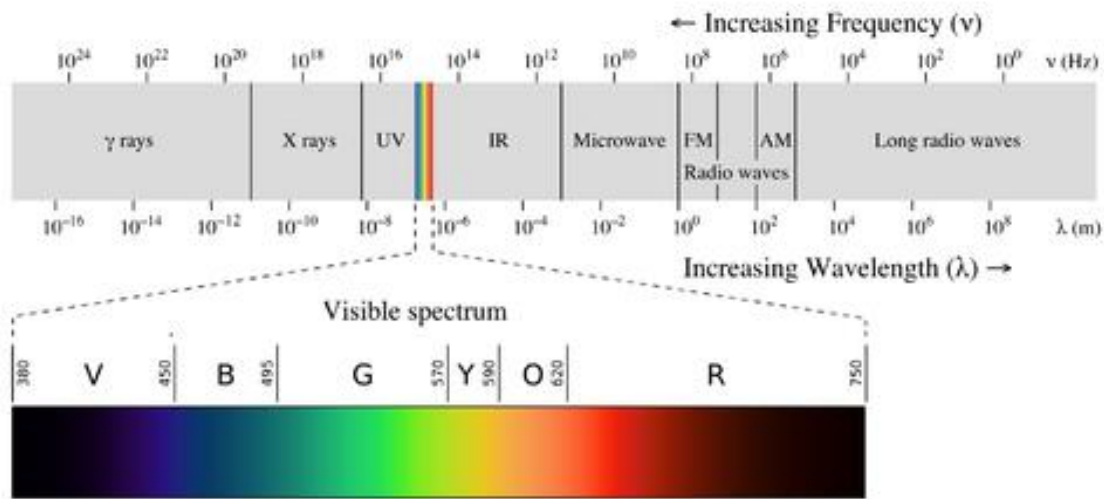 ← Increasing Frequency (ν)
10²⁴ 10²² 10²⁰ 10¹⁸ 10¹⁶ 10¹⁴ 10¹² 10¹⁰ 10⁸ 10⁶ 10⁴ 10² 10⁰ ν (Hz)
γ rays X rays UV IR Microwave FM AM Long radio waves
Radio waves
10⁻¹⁶ 10⁻¹⁴ 10⁻¹² 10⁻¹⁰ 10⁻⁸ 10⁻⁶ 10⁻⁴ 10⁻² 10⁰ 10² 10⁴ 10⁶ 10⁸ λ (m)
Increasing Wavelength (λ) →
Visible spectrum
380 V 450 B 495 G 570 Y 590 O 620 R 750